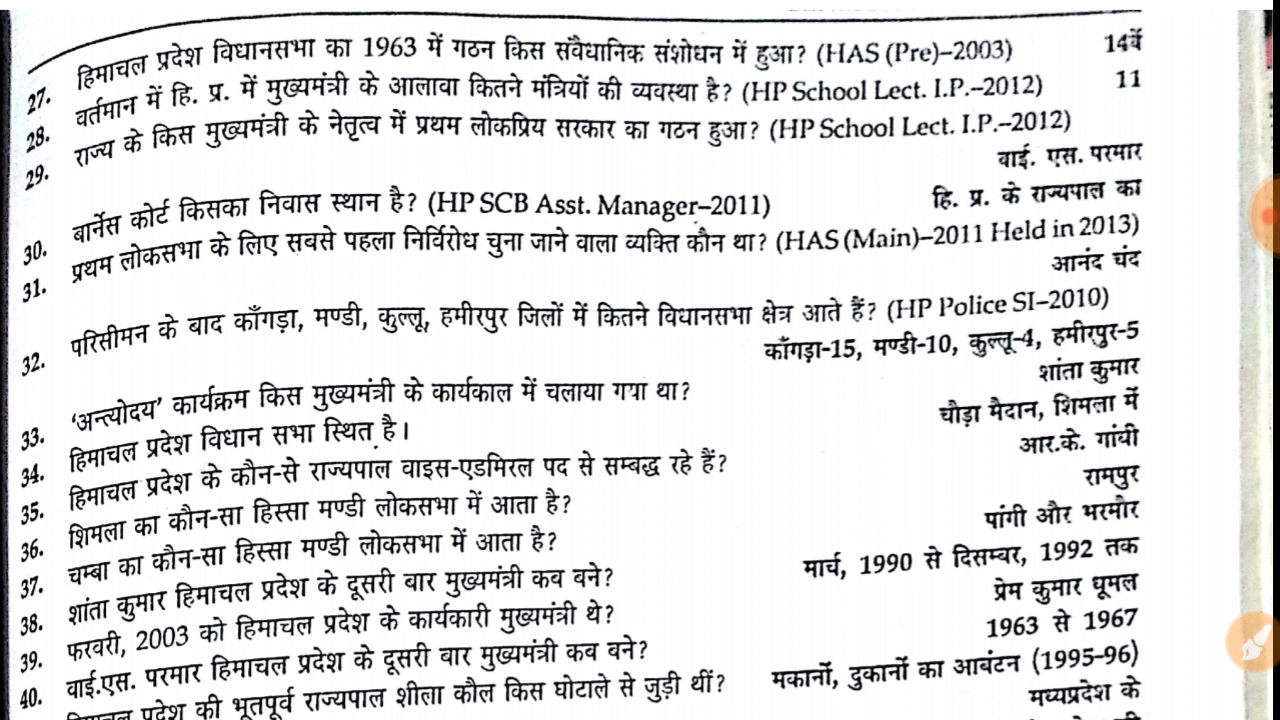 27. हिमाचल प्रदेश विधानसभा का 1963 में गठन किस संवैधानिक संशोधन में हुआ? (HAS (Pre)–2003) 14वें
28. वर्तमान में हि. प्र. में मुख्यमंत्री के आलावा कितने मंत्रियों की व्यवस्था है? (HP School Lect. I.P.–2012) 11
29. राज्य के किस मुख्यमंत्री के नेतृत्व में प्रथम लोकप्रिय सरकार का गठन हुआ? (HP School Lect. I.P.–2012)
वाई. एस. परमार
30. बार्नेस कोर्ट किसका निवास स्थान है? (HP SCB Asst. Manager–2011) हि. प्र. के राज्यपाल का
31. प्रथम लोकसभा के लिए सबसे पहला निर्विरोध चुना जाने वाला व्यक्ति कौन था? (HAS (Main)–2011 Held in 2013)
आनंद चंद
32. परिसीमन के बाद काँगड़ा, मण्डी, कुल्लू, हमीरपुर जिलों में कितने विधानसभा क्षेत्र आते हैं? (HP Police SI–2010)
काँगड़ा-15, मण्डी-10, कुल्लू-4, हमीरपुर-5
33. ‘अन्त्योदय’ कार्यक्रम किस मुख्यमंत्री के कार्यकाल में चलाया गया था? शांता कुमार
34. हिमाचल प्रदेश विधान सभा स्थित है। चौड़ा मैदान, शिमला में
35. हिमाचल प्रदेश के कौन-से राज्यपाल वाइस-एडमिरल पद से सम्बद्ध रहे हैं? आर.के. गांधी
36. शिमला का कौन-सा हिस्सा मण्डी लोकसभा में आता है? रामपुर
37. चम्बा का कौन-सा हिस्सा मण्डी लोकसभा में आता है? पांगी और भरमौर
38. शांता कुमार हिमाचल प्रदेश के दूसरी बार मुख्यमंत्री कब बने? मार्च, 1990 से दिसम्बर, 1992 तक
39. फरवरी, 2003 को हिमाचल प्रदेश के कार्यकारी मुख्यमंत्री थे? प्रेम कुमार धूमल
40. वाई.एस. परमार हिमाचल प्रदेश के दूसरी बार मुख्यमंत्री कब बने? 1963 से 1967
हिमाचल प्रदेश की भूतपूर्व राज्यपाल शीला कौल किस घोटाले से जुड़ी थीं? मकानों, दुकानों का आबंटन (1995-96)
मध्यप्रदेश के